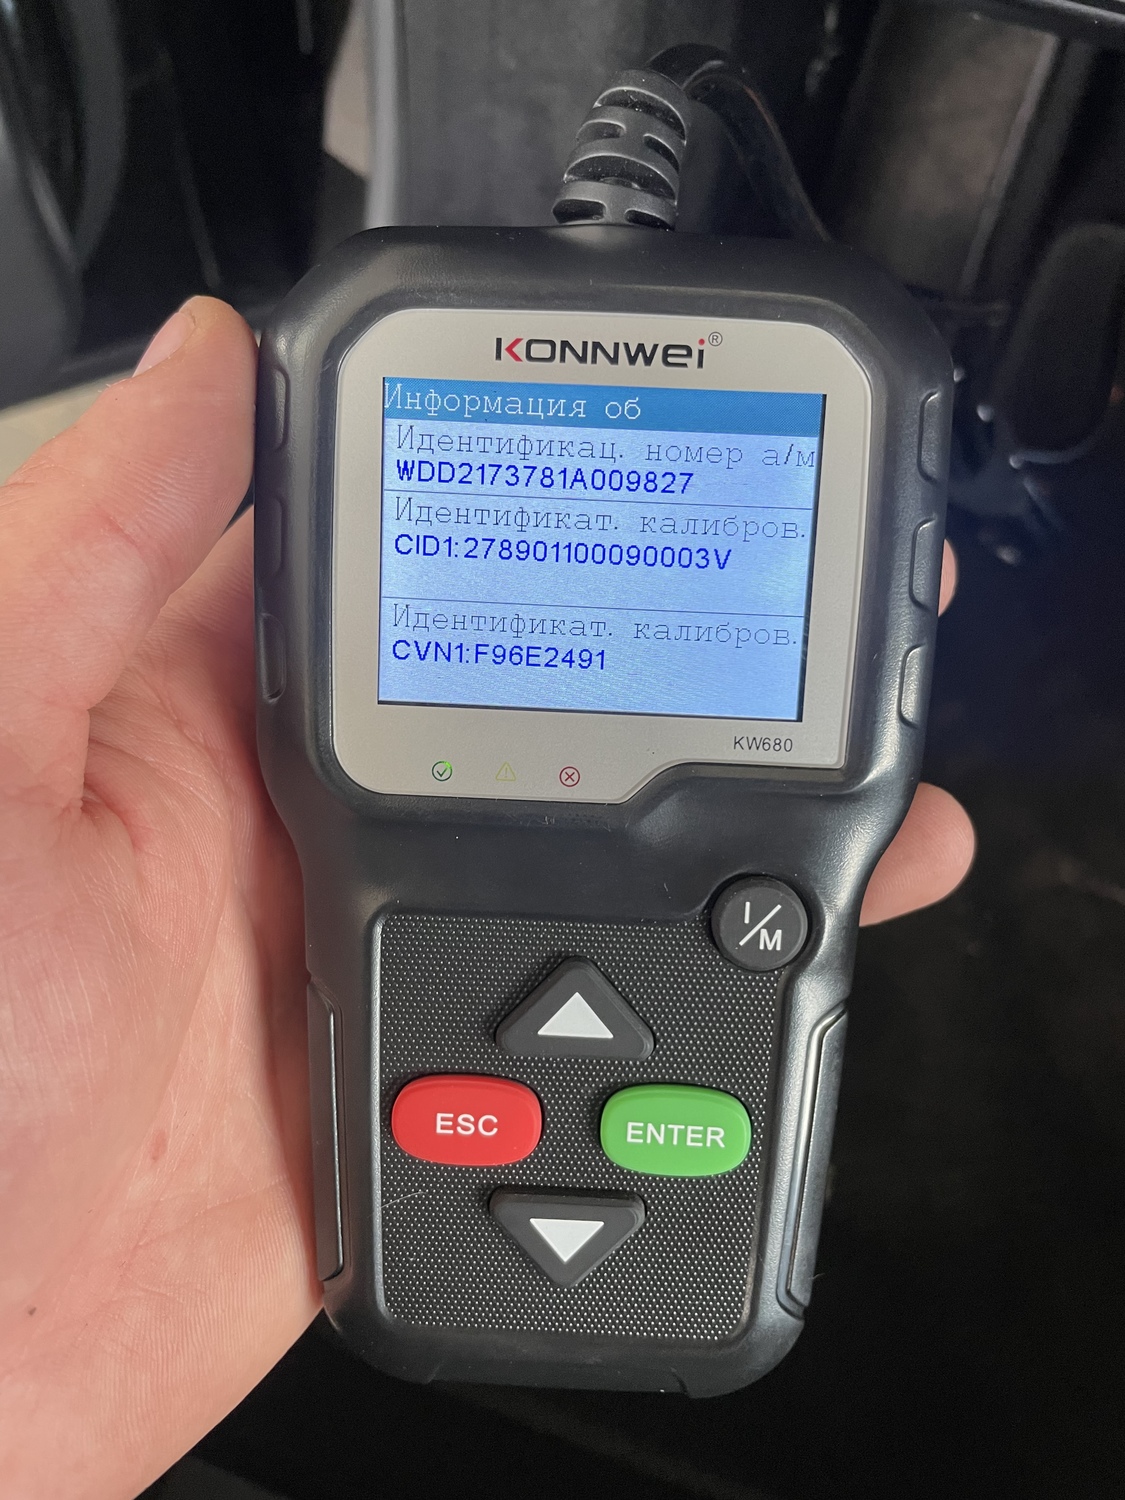 KONNWEI®
Информация об
Идентификац. номер а/м
WDD2173781A009827
Идентификат. калибров.
CID1:278901100090003V
Идентификат. калибров.
CVN1:F96E2491
KW680
I/M
ESC
ENTER